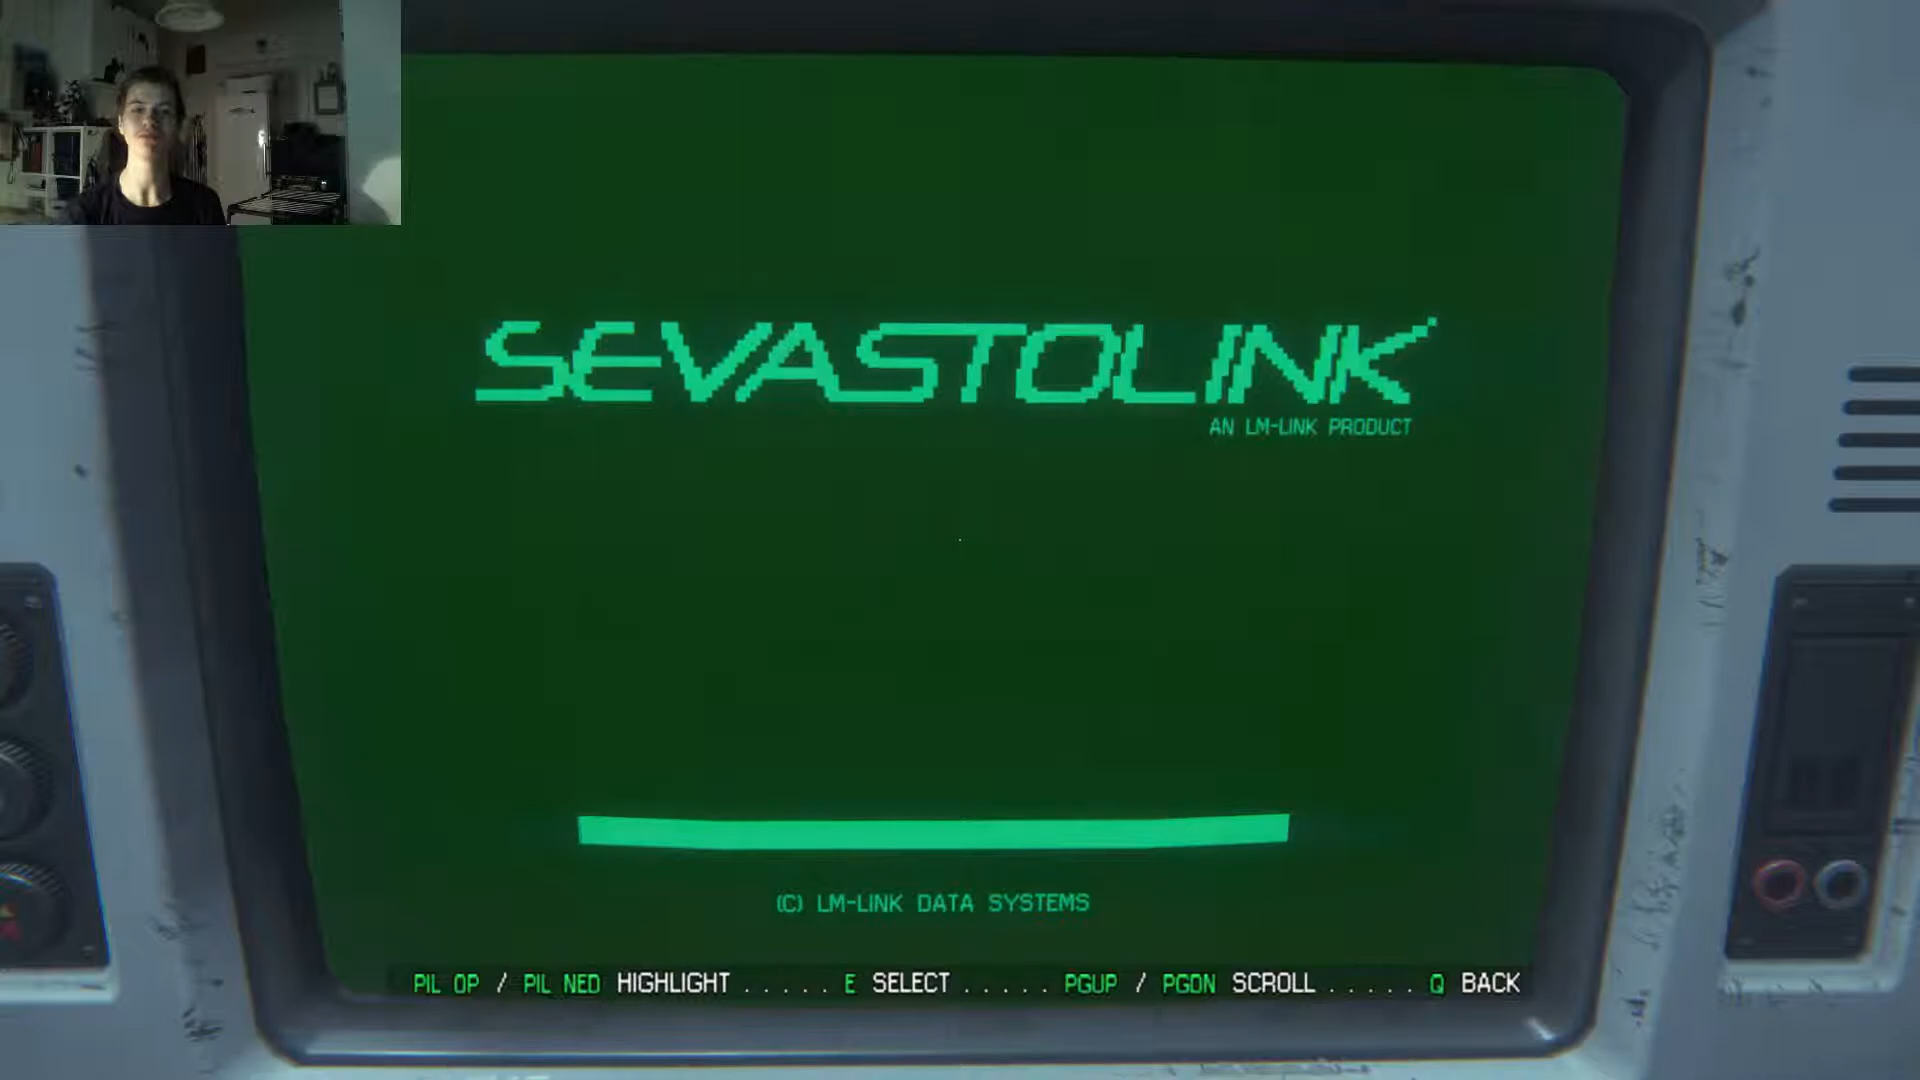 SEVASTOLINK
AN LM-LINK PRODUCT
(C) LM-LINK DATA SYSTEMS
PIL OP / PIL NED HIGHLIGHT ..... E SELECT ..... PGUP / PGDN SCROLL ..... Q BACK